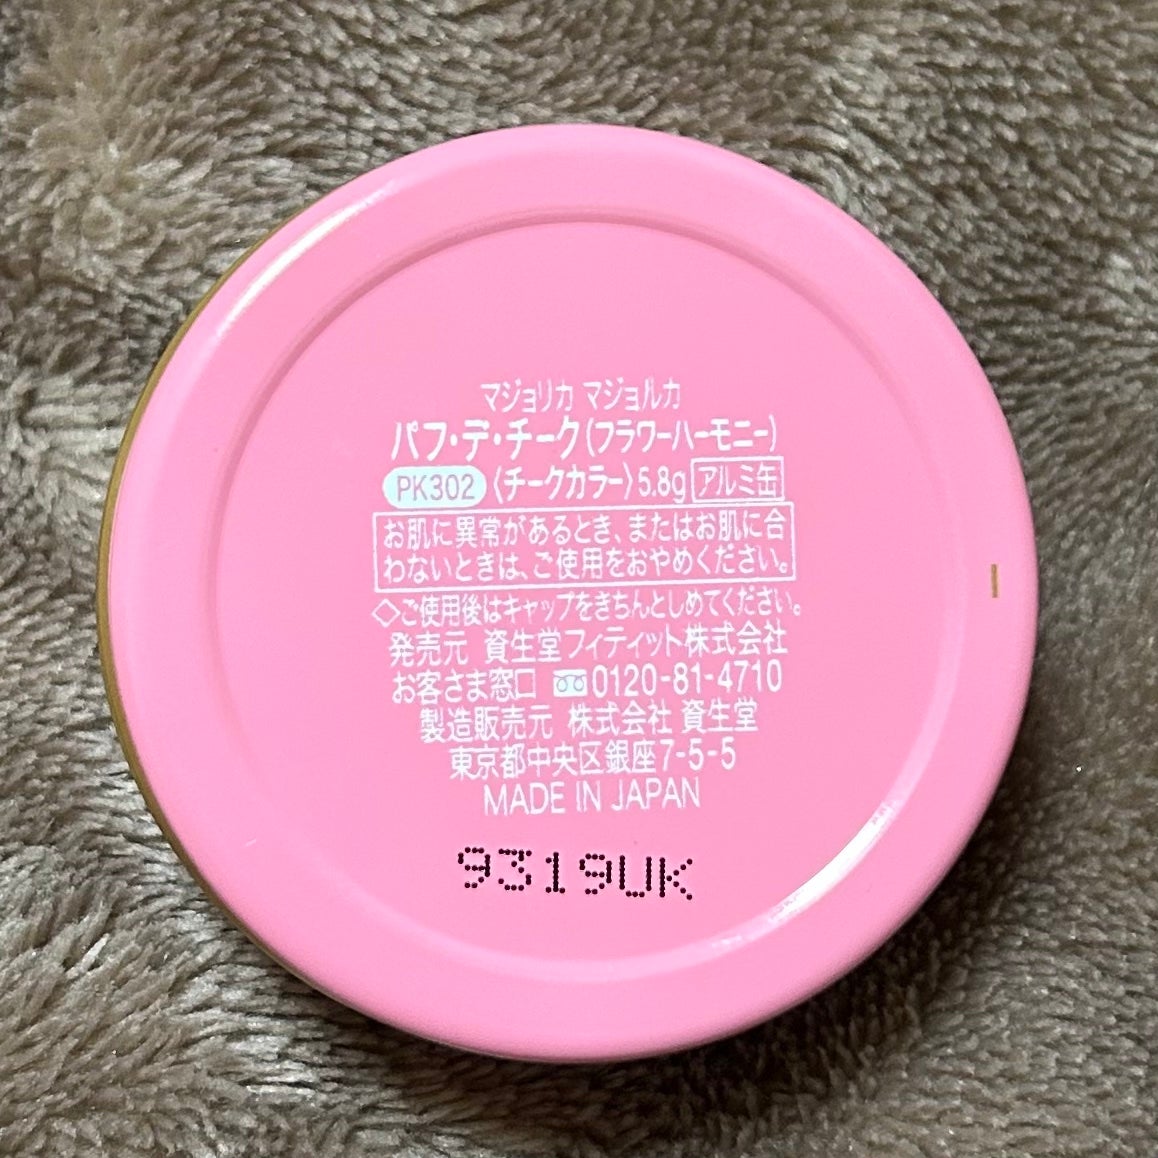 マジョリカ マジョルカ
パフ・デ・チーク(フラワーハーモニー)
PK302 〈チークカラー〉5.8g アルミ缶
お肌に異常があるとき、またはお肌に合
わないときは、ご使用をおやめください。
◇ご使用後はキャップをきちんとしめてください。
発売元 資生堂フィティット株式会社
お客さま窓口 0120-81-4710
製造販売元 株式会社 資生堂
東京都中央区銀座7-5-5
MADE IN JAPAN
9319UK